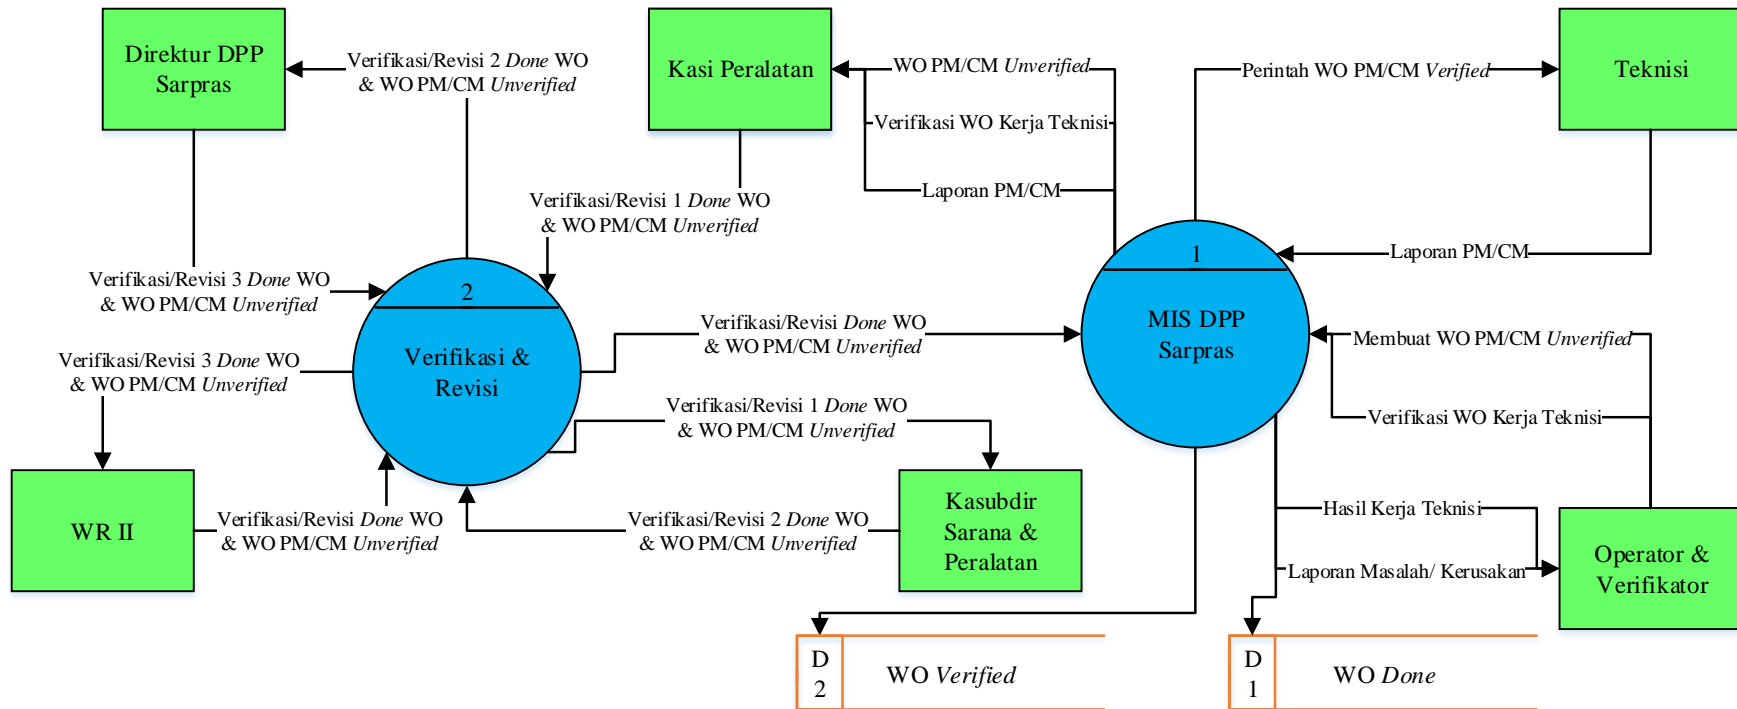 Direktur DPP
Sarpras
Verifikasi/Revisi 2 Done WO
& WO PM/CM Unverified
Kasi Peralatan
WO PM/CM Unverified
Verifikasi WO Kerja Teknisi
Laporan PM/CM
Perintah WO PM/CM Verified
Teknisi
Verifikasi/Revisi 1 Done WO
& WO PM/CM Unverified
Laporan PM/CM
1
MIS DPP
Sarpras
Verifikasi/Revisi 3 Done WO
& WO PM/CM Unverified
2
Verifikasi &
Revisi
Verifikasi/Revisi Done WO
& WO PM/CM Unverified
Membuat WO PM/CM Unverified
Verifikasi WO Kerja Teknisi
Verifikasi/Revisi 3 Done WO
& WO PM/CM Unverified
Verifikasi/Revisi 1 Done WO
& WO PM/CM Unverified
WR II
Verifikasi/Revisi Done WO
& WO PM/CM Unverified
Verifikasi/Revisi 2 Done WO
& WO PM/CM Unverified
Kasubdir
Sarana &
Peralatan
Hasil Kerja Teknisi
Laporan Masalah/ Kerusakan
Operator &
Verifikator
D
2
WO Verified
D
1
WO Done